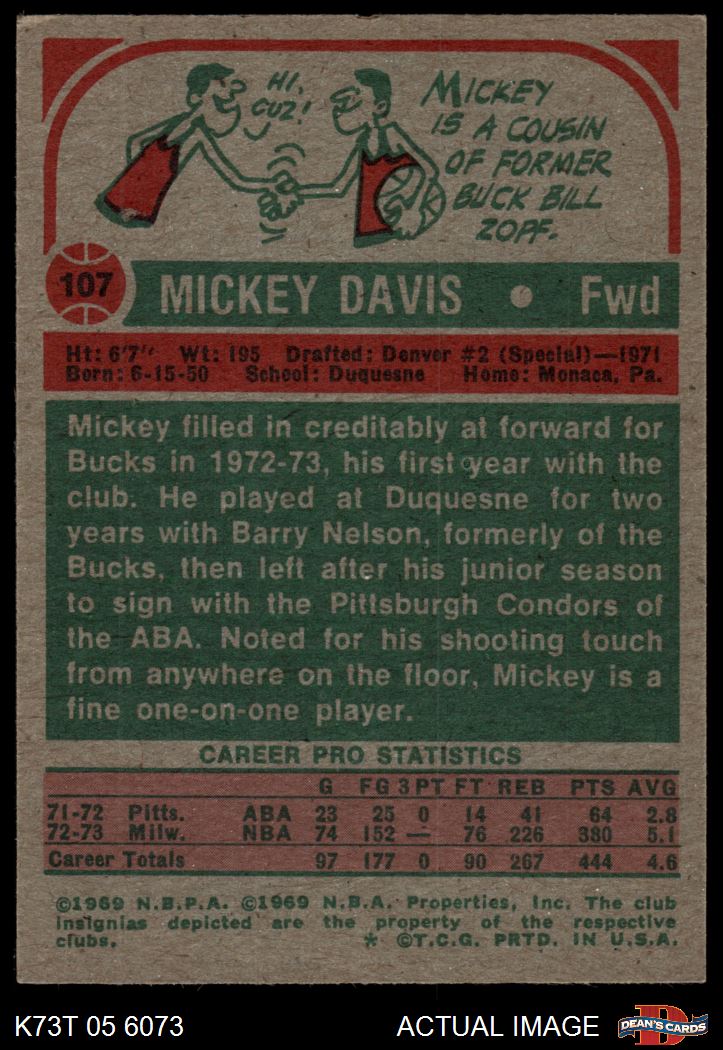 HI,
CUZ!
MICKEY
IS A COUSIN
OF FORMER
BUCK BILL
ZOPF.
107 MICKEY DAVIS • Fwd
Ht: 6'7" Wt: 195 Drafted: Denver #2 (Special)—1971
Born: 6-15-50 School: Duquesne Home: Monaca, Pa.
Mickey filled in creditably at forward for
Bucks in 1972-73, his first year with the
club. He played at Duquesne for two
years with Barry Nelson, formerly of the
Bucks, then left after his junior season
to sign with the Pittsburgh Condors of
the ABA. Noted for his shooting touch
from anywhere on the floor, Mickey is a
fine one-on-one player.
CAREER PRO STATISTICS
G FG 3PT FT REB PTS AVG
71-72 Pitts. ABA 23 25 0 14 41 64 2.8
72-73 Milw. NBA 74 152 — 76 226 380 5.1
Career Totals 97 177 0 90 267 444 4.6
©1969 N.B.P.A. ©1969 N.B.A. Properties, Inc. The club
insignias depicted are the property of the respective
clubs. * ©T.C.G. PRTD. IN U.S.A.
K73T 05 6073 ACTUAL IMAGE D DEAN'S CARDS